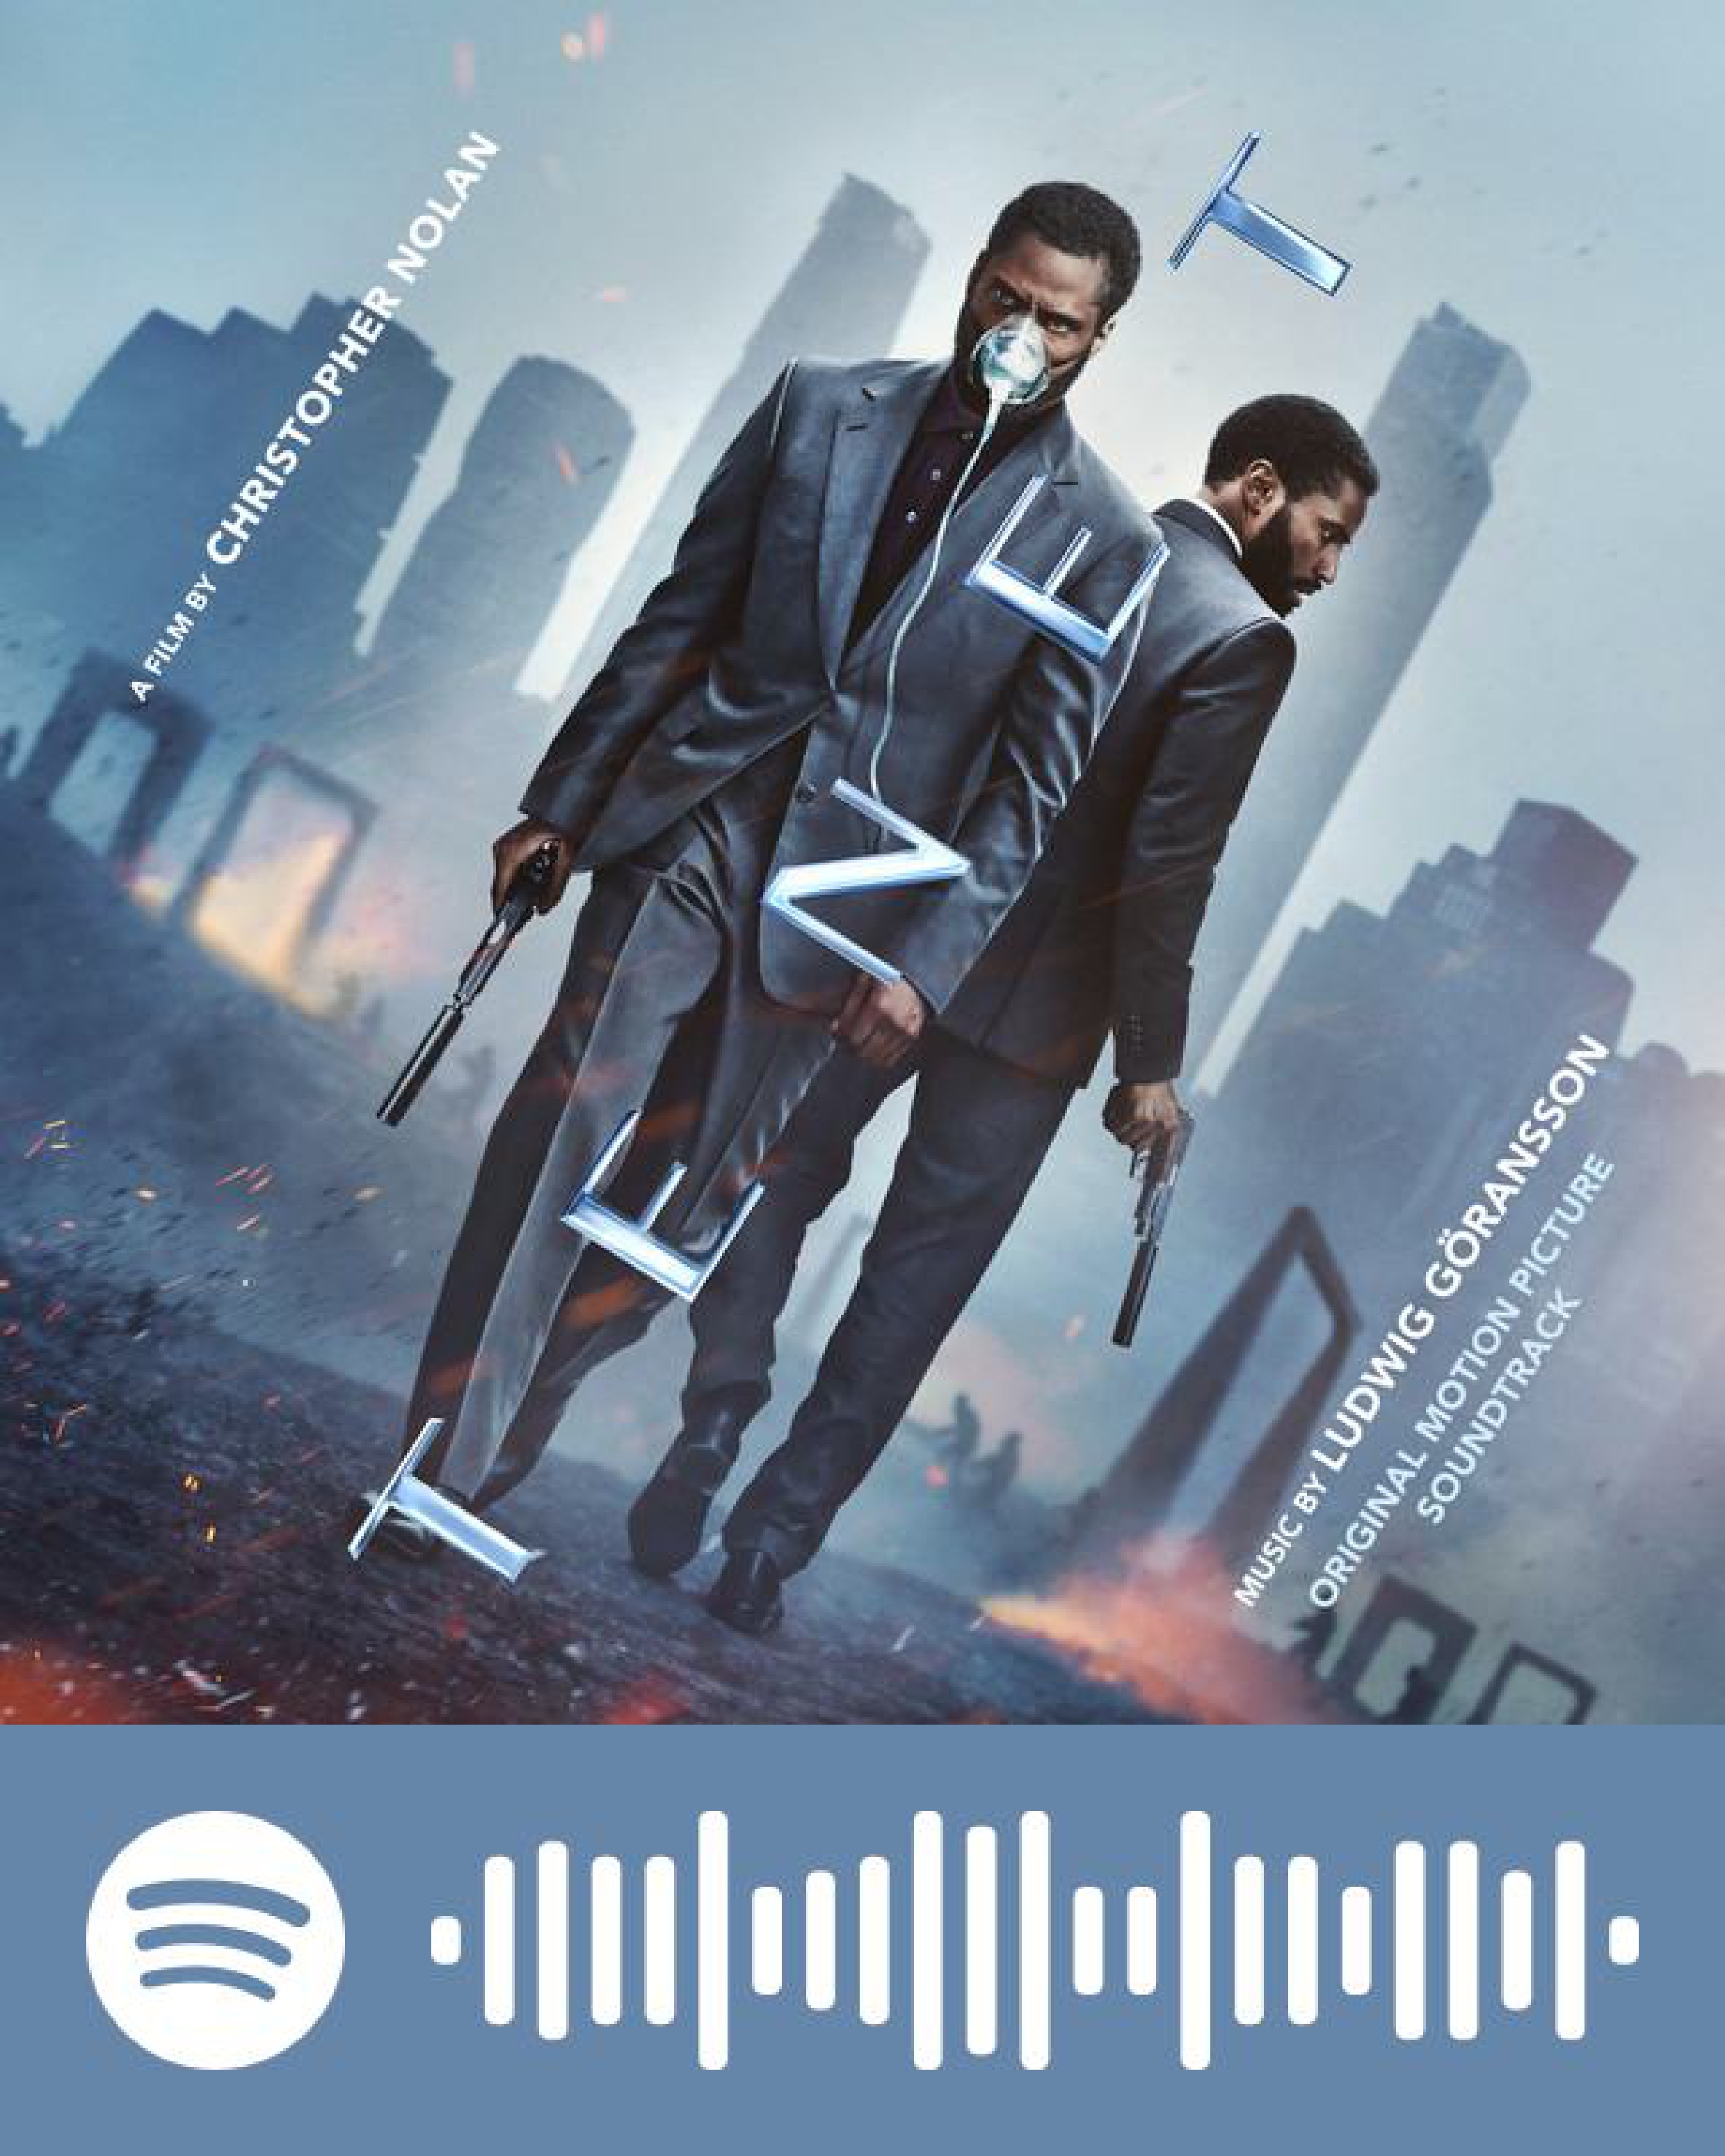 A FILM BY CHRISTOPHER NOLAN
TENET
MUSIC BY LUDWIG GÖRANSSON
ORIGINAL MOTION PICTURE
SOUNDTRACK